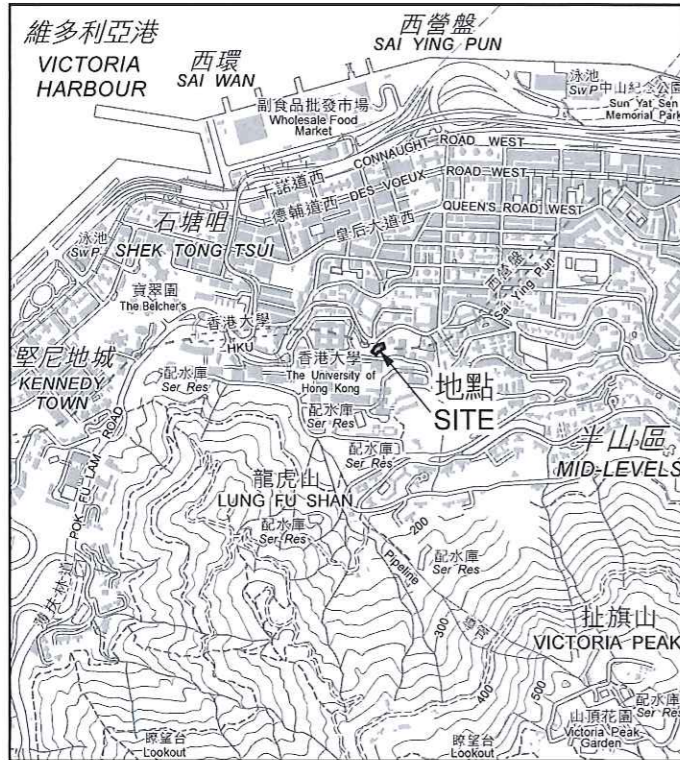 維多利亞港
VICTORIA
HARBOUR
西環
SAI WAN
西營盤
SAI YING PUN
泳池
Sw P
中山紀念公園
Sun Yat Sen
Memorial Park
副食品批發市場
Wholesale Food
Market
干諾道西
CONNAUGHT ROAD WEST
德輔道西
DES VOEUX ROAD WEST
皇后大道西
QUEEN'S ROAD WEST
石塘咀
SHEK TONG TSUI
泳池
Sw P
寶翠園
The Belcher's
西營盤
Sai Ying Pun
香港大學
HKU
堅尼地城
KENNEDY
TOWN
配水庫
Ser Res
香港大學
The University of
Hong Kong
地點
SITE
配水庫
Ser Res
配水庫
Ser Res
半山區
MID-LEVELS
龍虎山
LUNG FU SHAN
配水庫
Ser Res
200
配水庫
Ser Res
薄扶林道
POK FU LAM ROAD
Pipeline
300
400
500
扯旗山
VICTORIA PEAK
配水庫
Ser Res
山頂花園
Victoria Peak
Garden
瞭望台
Lookout
瞭望台
Lookout